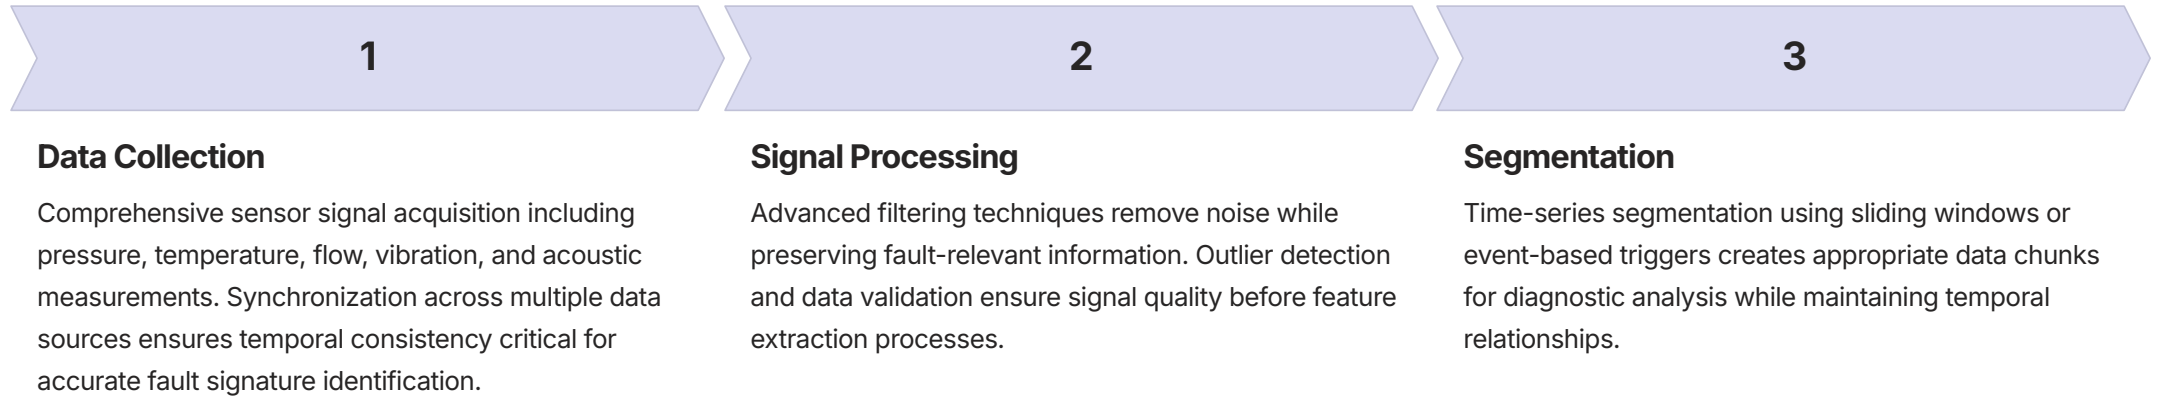 1
Data Collection
Comprehensive sensor signal acquisition including
pressure, temperature, flow, vibration, and acoustic
measurements. Synchronization across multiple data
sources ensures temporal consistency critical for
accurate fault signature identification.
2
Signal Processing
Advanced filtering techniques remove noise while
preserving fault-relevant information. Outlier detection
and data validation ensure signal quality before feature
extraction processes.
3
Segmentation
Time-series segmentation using sliding windows or
event-based triggers creates appropriate data chunks
for diagnostic analysis while maintaining temporal
relationships.